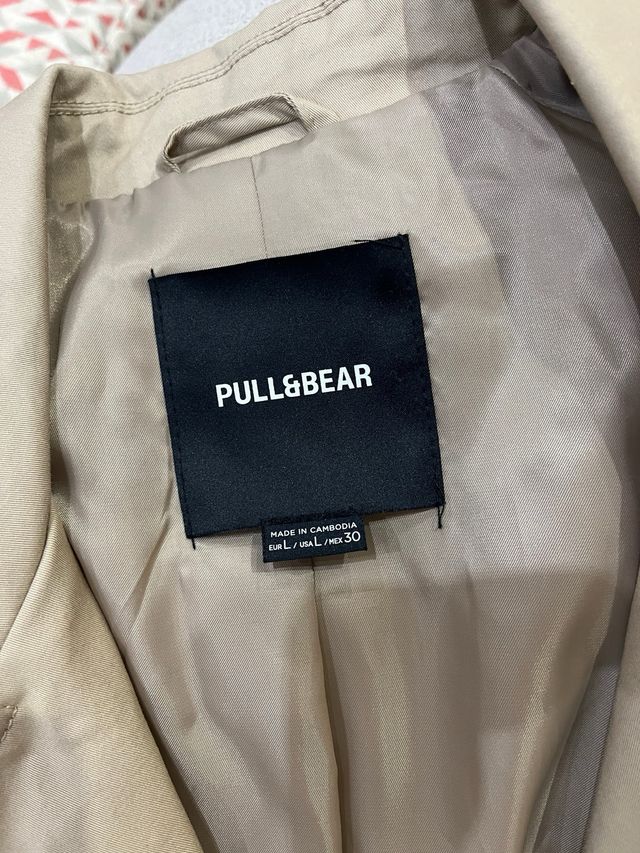 PULL&BEAR
MADE IN CAMBODIA
EUR L / USA L / MEX 30